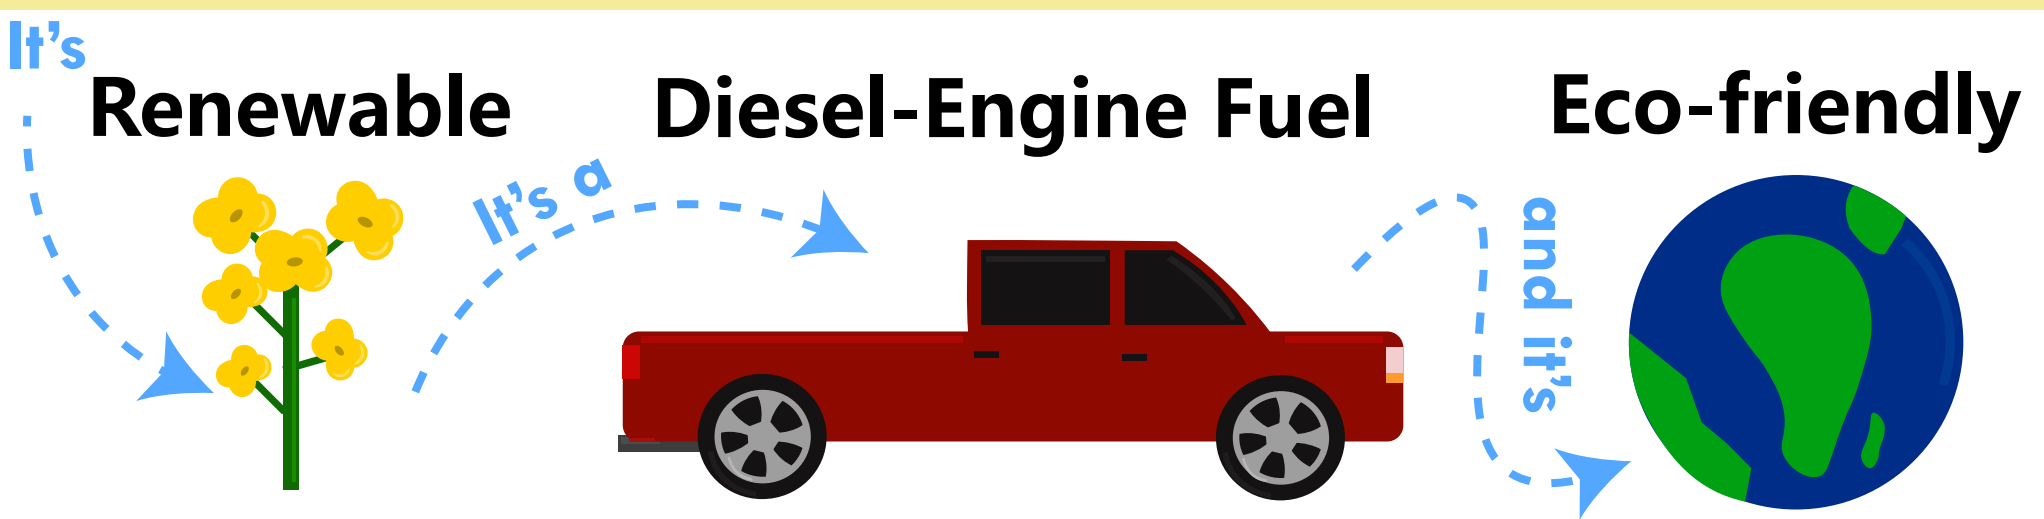 It's
Renewable
It's a
Diesel-Engine Fuel
and it's
Eco-friendly